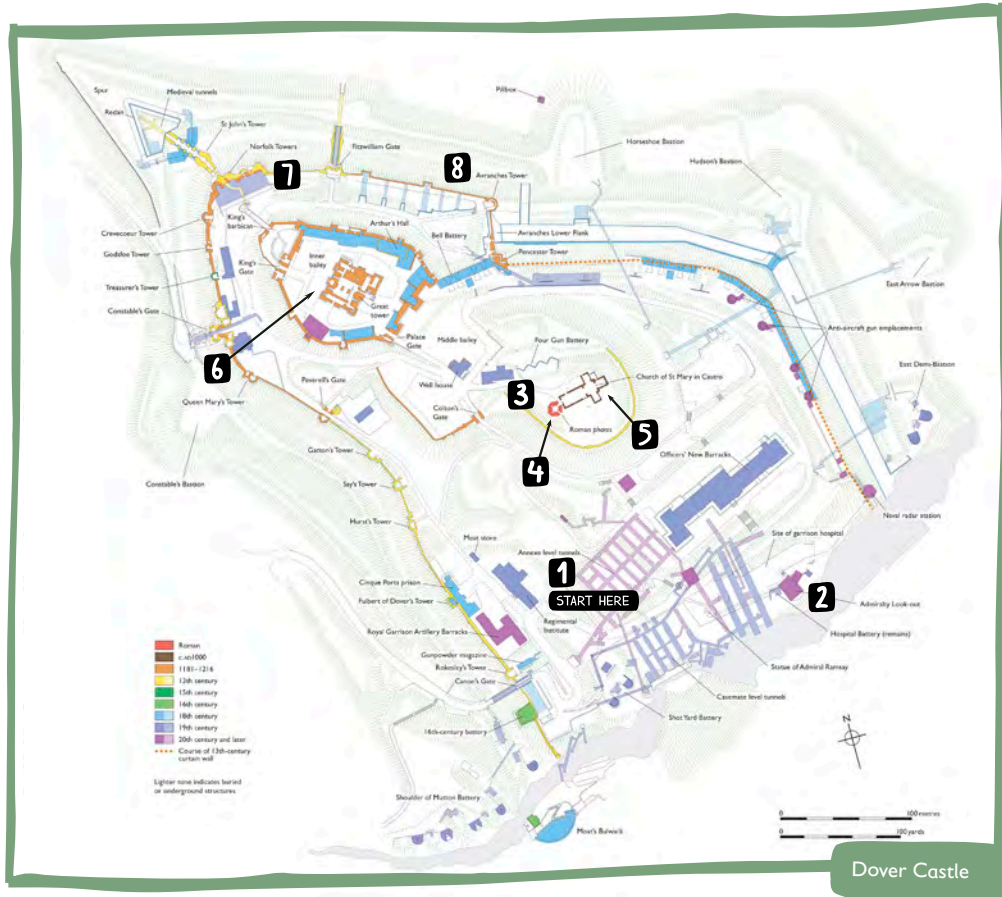 Spur
Medieval tunnels
Redan
St John's Tower
Norfolk Towers
7
Fitzwilliam Gate
8
Avranches Tower
Pillbox
Horseshoe Bastion
Hudson's Bastion
King's
barbican
Crevecoeur Tower
Godsfoe Tower
Treasurer's Tower
Constable's Gate
King's
Gate
Inner
bailey
Arthur's Hall
Bell Battery
Great
tower
Avranches Lower Flank
Pencester Tower
East Arrow Bastion
Anti-aircraft gun emplacements
East Demi-Bastion
6
Palace
Gate
Middle bailey
Four Gun Battery
Queen Mary's Tower
Peverell's Gate
Well house
Colton's
Gate
3
Church of St Mary in Castro
Roman pharos
4
5
Constable's Bastion
Gatton's Tower
Say's Tower
Hurst's Tower
Officers' New Barracks
Naval radar station
Site of garrison hospital
Moat store
Annexe level tunnels
1
START HERE
2
Admiralty Look-out
Hospital Battery (remains)
Cinque Ports prison
Fulbert of Dover's Tower
Regimental
Institute
Royal Garrison Artillery Barracks
Statue of Admiral Ramsay
Gunpowder magazine
Rokesley's Tower
Canon's Gate
Casemate level tunnels
Shot Yard Battery
16th-century battery
Shoulder of Mutton Battery
Moat's Bulwark
Roman
c.AD1000
1181–1216
13th century
15th century
16th century
18th century
19th century
20th century and later
Course of 13th-century
curtain wall
Lighter tone indicates buried
or underground structures
N
0 100 metres
0 100 yards
Dover Castle